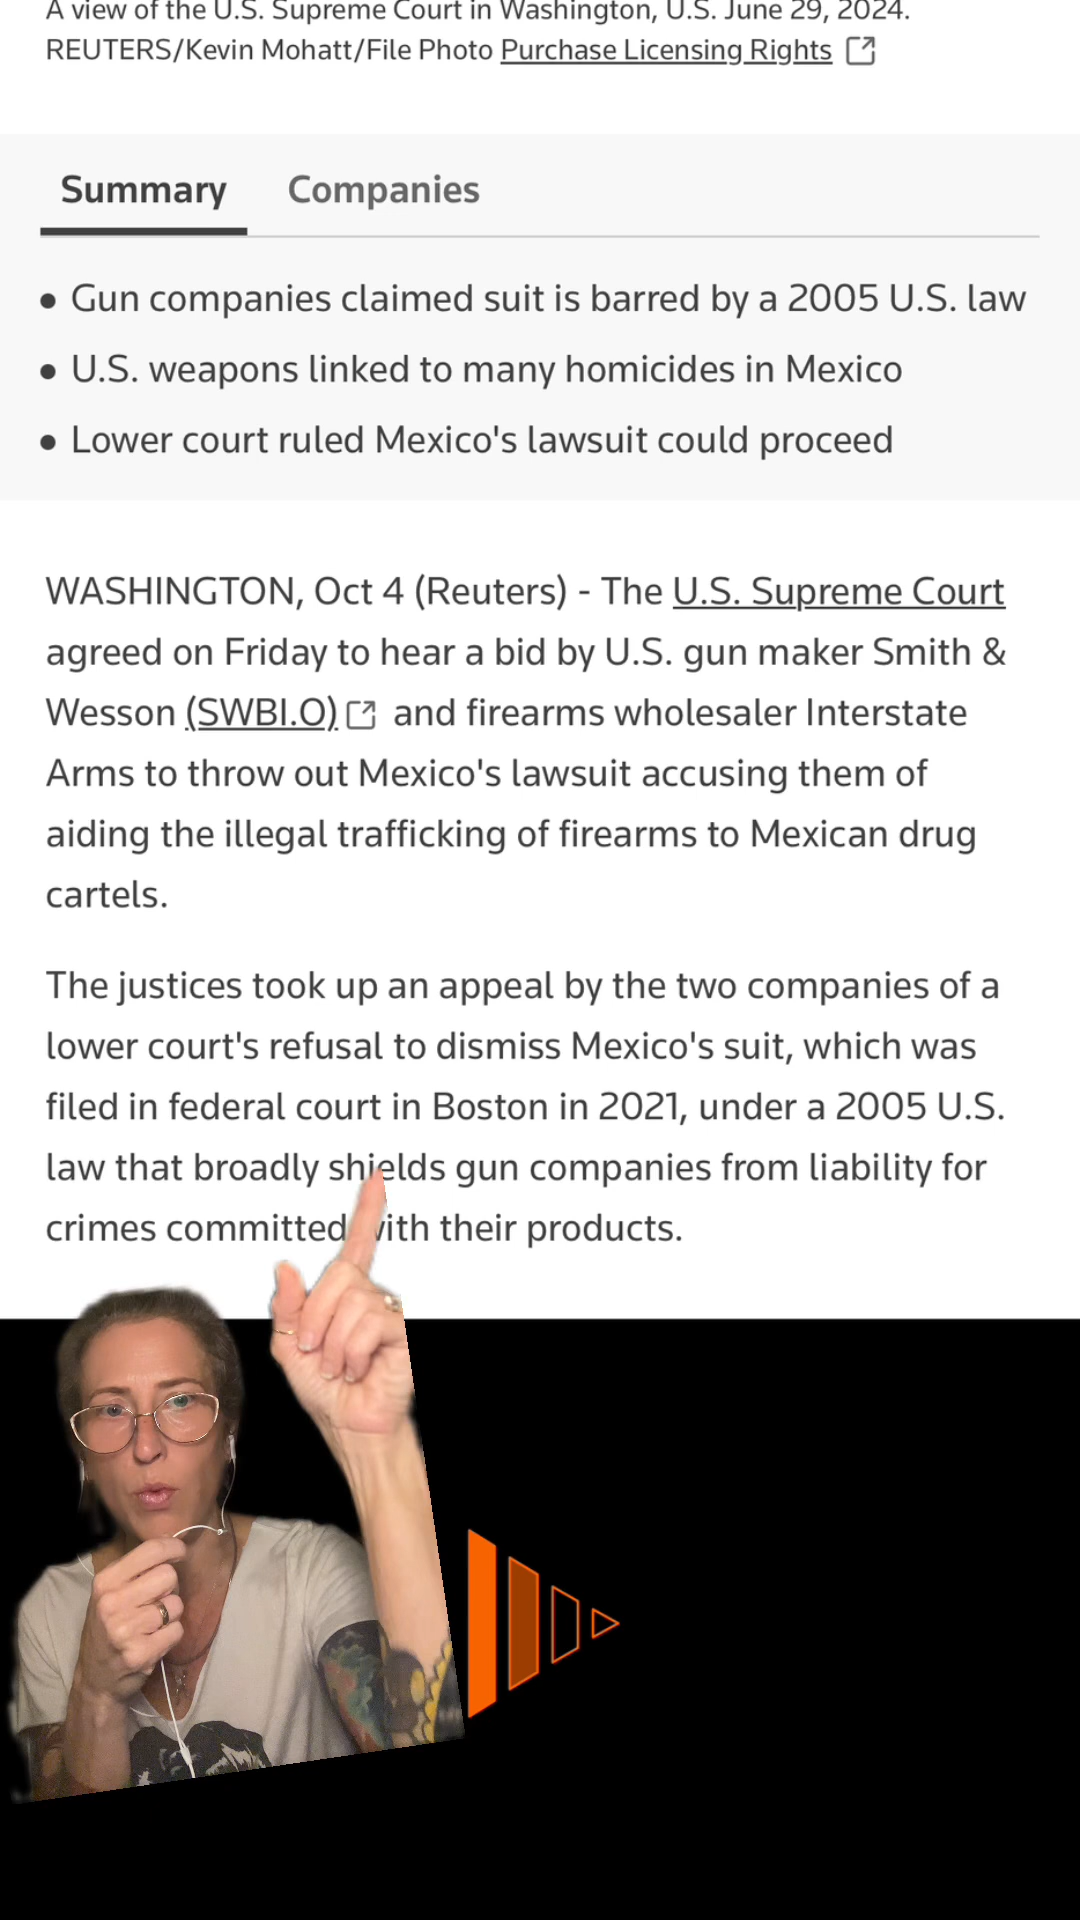 A view of the U.S. Supreme Court in Washington, U.S. June 29, 2024.
REUTERS/Kevin Mohatt/File Photo Purchase Licensing Rights
Summary Companies
• Gun companies claimed suit is barred by a 2005 U.S. law
• U.S. weapons linked to many homicides in Mexico
• Lower court ruled Mexico's lawsuit could proceed
WASHINGTON, Oct 4 (Reuters) - The U.S. Supreme Court
agreed on Friday to hear a bid by U.S. gun maker Smith &
Wesson (SWBI.O) and firearms wholesaler Interstate
Arms to throw out Mexico's lawsuit accusing them of
aiding the illegal trafficking of firearms to Mexican drug
cartels.
The justices took up an appeal by the two companies of a
lower court's refusal to dismiss Mexico's suit, which was
filed in federal court in Boston in 2021, under a 2005 U.S.
law that broadly shields gun companies from liability for
crimes committed with their products.